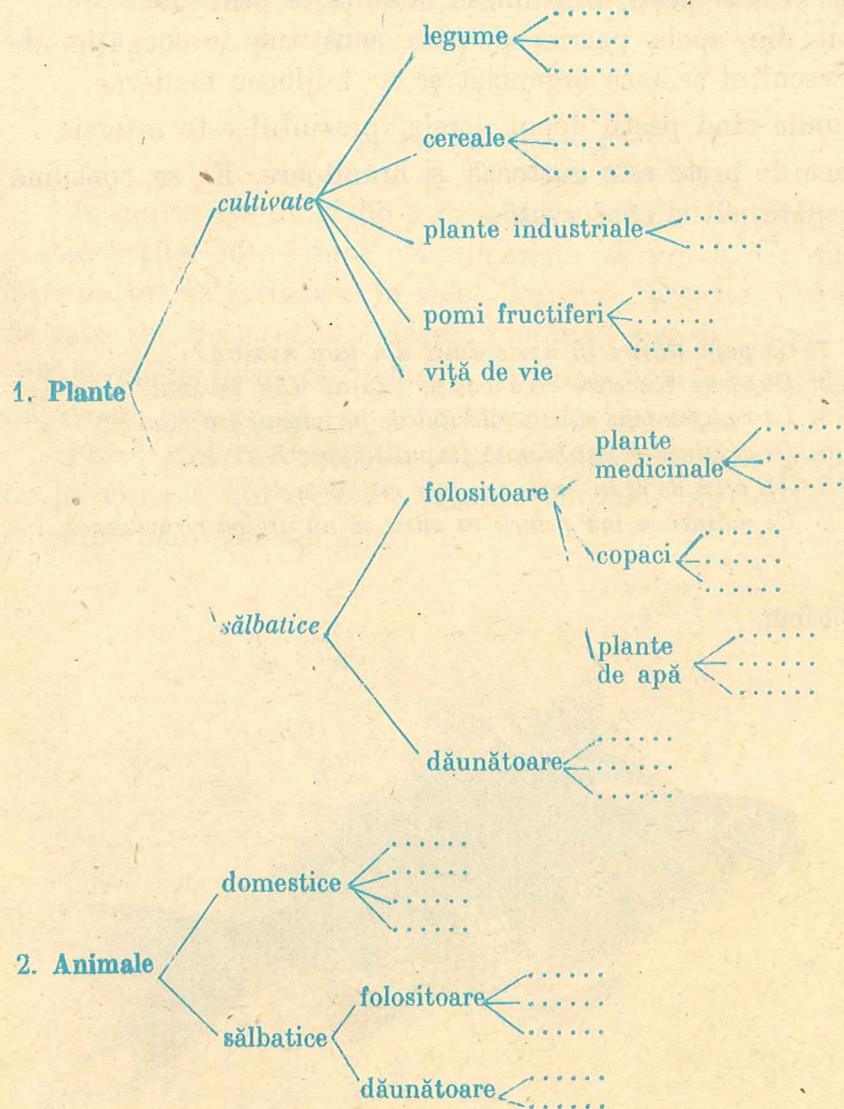 legume . . . . . .
. . . . . .
. . . . . .
cereale . . . . . .
. . . . . .
. . . . . .
cultivate
plante industriale . . . . . .
. . . . . .
pomi fructiferi . . . . . .
. . . . . .
. . . . . .
viță de vie
1. Plante
plante
medicinale . . . . . .
. . . . . .
. . . . . .
folositoare
copaci . . . . . .
. . . . . .
. . . . . .
sălbatice
plante
de apă . . . . . .
. . . . . .
. . . . . .
dăunătoare . . . . . .
. . . . . .
. . . . . .
domestice . . . . . .
. . . . . .
. . . . . .
. . . . . .
2. Animale
folositoare . . . . . .
. . . . . .
. . . . . .
sălbatice
dăunătoare . . . . . .
. . . . . .